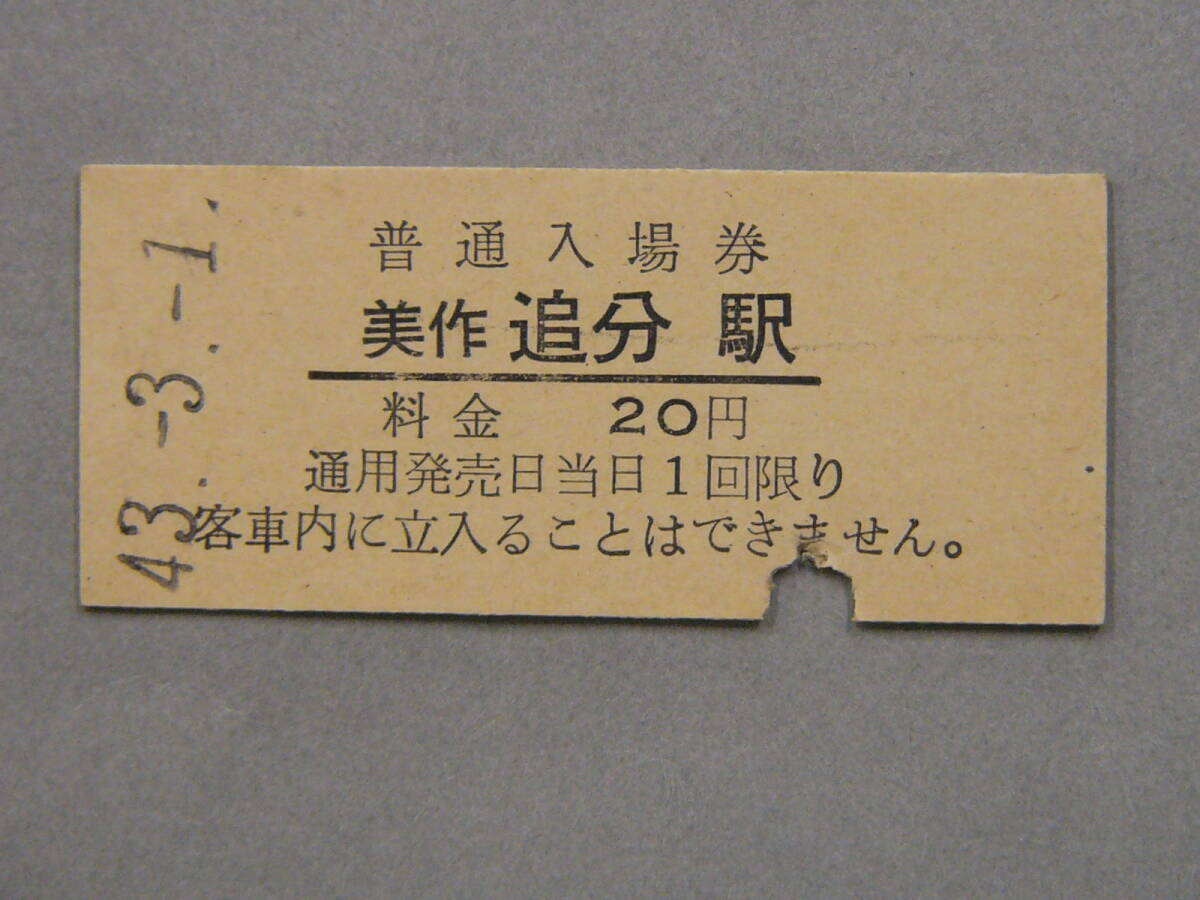 普通入場券
美作追分駅
料金 20円
通用発売日当日1回限り
客車内に立入ることはできません。
43.-3.-1.